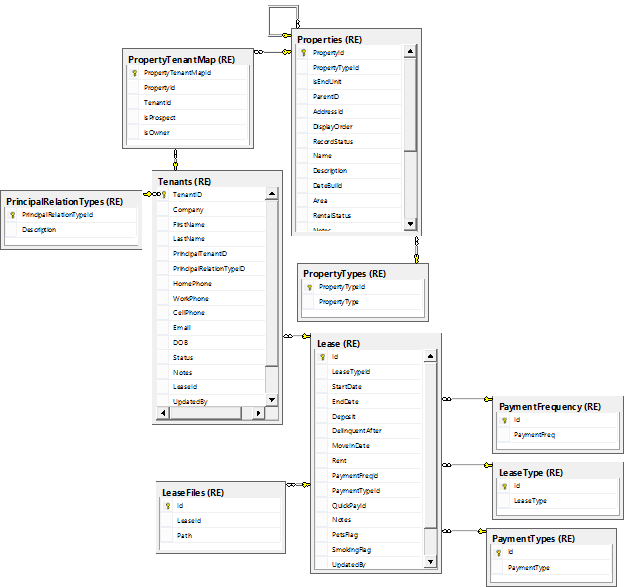 Properties (RE)
PropertyId
PropertyTypeId
IsEndUnit
ParentID
AddressId
DisplayOrder
RecordStatus
Name
Description
DateBuild
Area
RentalStatus
Notes
PropertyTenantMap (RE)
PropertyTenantMapId
PropertyId
TenantId
IsProspect
IsOwner
PrincipalRelationTypes (RE)
PrincipalRelationTypeId
Description
Tenants (RE)
TenantID
Company
FirstName
LastName
PrincipalTenantID
PrincipalRelationTypeID
HomePhone
WorkPhone
CellPhone
Email
DOB
Status
Notes
LeaseId
UpdatedBy
PropertyTypes (RE)
PropertyTypeId
PropertyType
Lease (RE)
Id
LeaseTypeId
StartDate
EndDate
Deposit
DelinquentAfter
MoveInDate
Rent
PaymentFreqId
PaymentTypeId
QuickPayId
Notes
PetsFlag
SmokingFlag
UpdatedBy
PaymentFrequency (RE)
Id
PaymentFreq
LeaseType (RE)
Id
LeaseType
LeaseFiles (RE)
Id
LeaseId
Path
PaymentTypes (RE)
Id
PaymentType